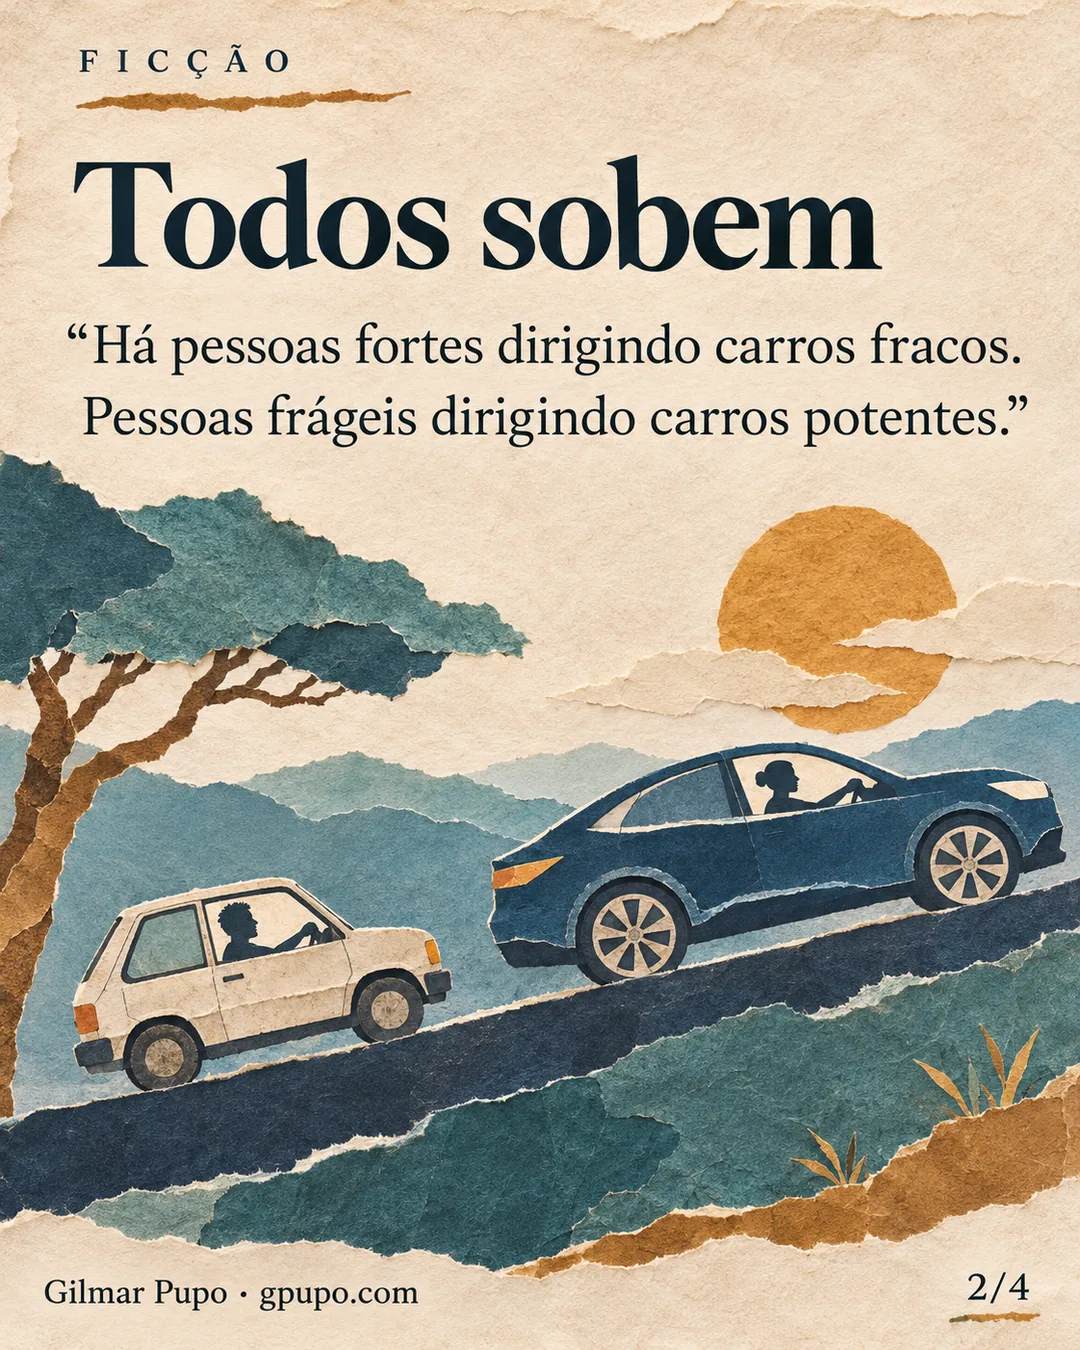 FICÇÃO
Todos sobem
“Há pessoas fortes dirigindo carros fracos.
Pessoas frágeis dirigindo carros potentes.”
Gilmar Pupo • gpupo.com
2/4